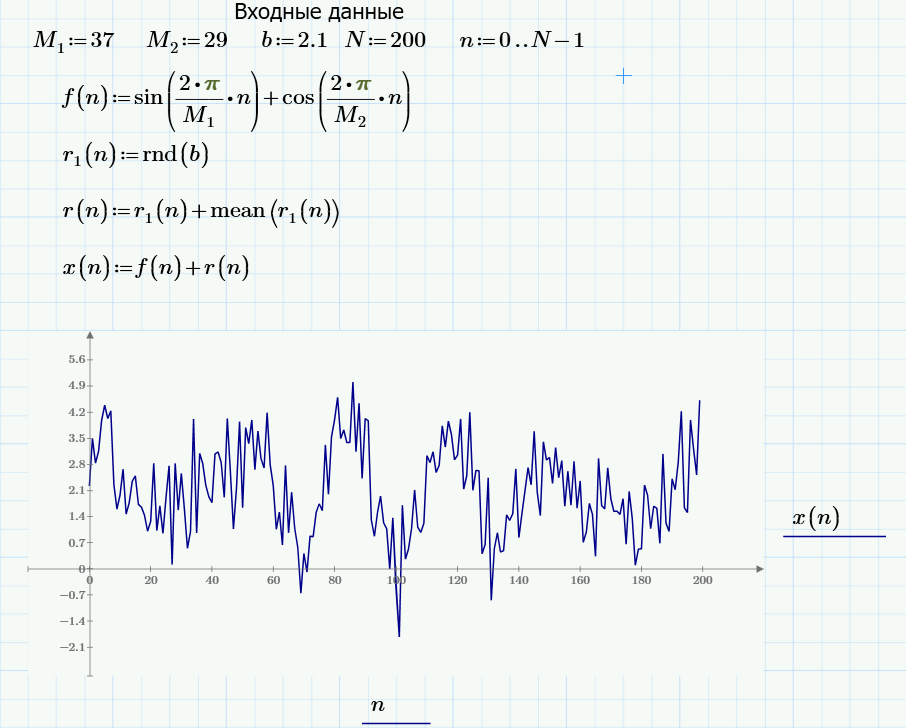 Входные данные
M₁:=37 M₂:=29 b:=2.1 N:=200 n:=0..N−1
f(n):=sin(2·π/M₁·n)+cos(2·π/M₂·n)
r₁(n):=rnd(b)
r(n):=r₁(n)+mean(r₁(n))
x(n):=f(n)+r(n)
5.6
4.9
4.2
3.5
2.8
2.1
1.4
0.7
0
−0.7
−1.4
−2.1
0 20 40 60 80 100 120 140 160 180 200
x(n)
n